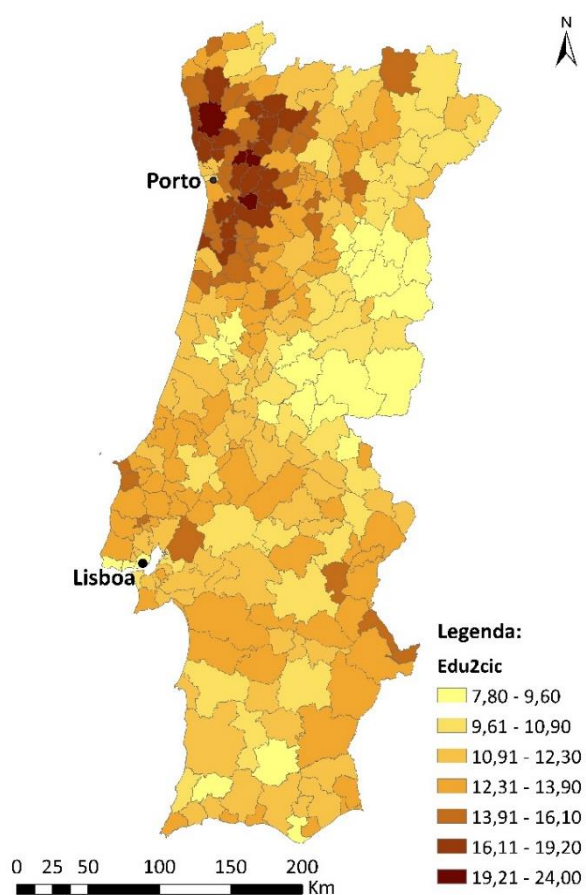 N
Porto
Lisboa
Legenda:
Edu2cic
7,80 - 9,60
9,61 - 10,90
10,91 - 12,30
12,31 - 13,90
13,91 - 16,10
16,11 - 19,20
19,21 - 24,00
0 25 50 100 150 200
Km